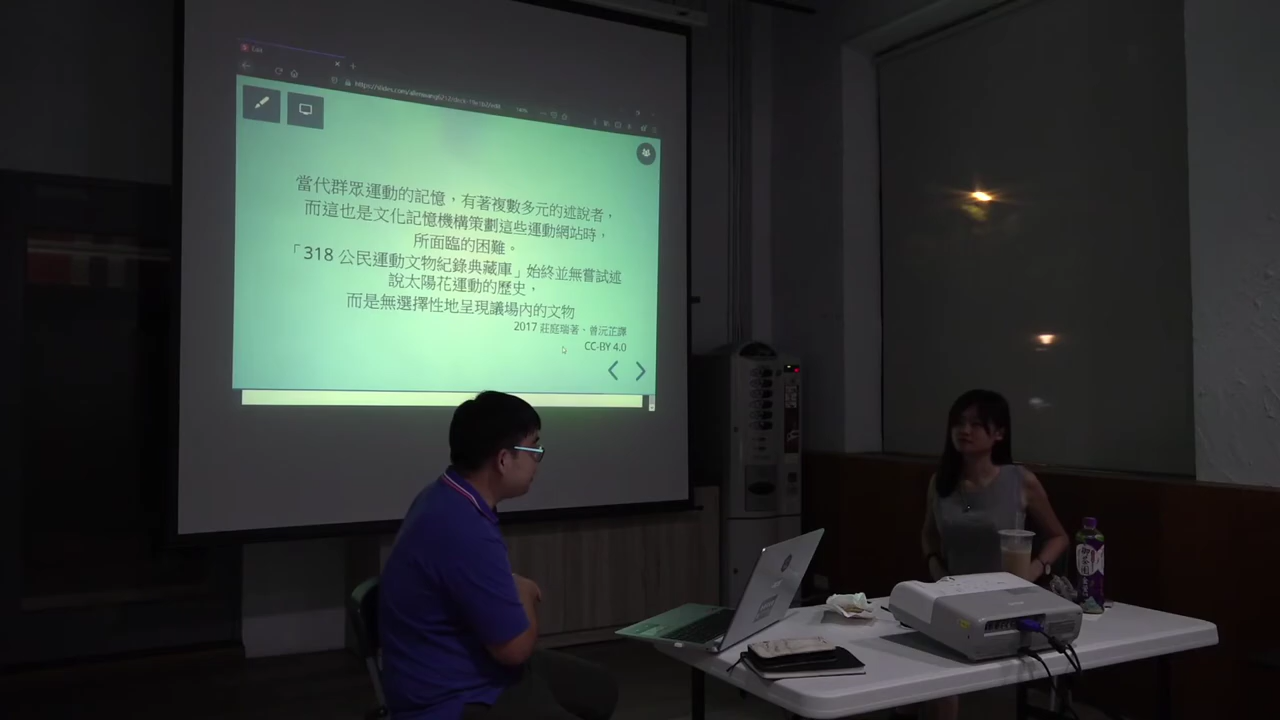 Edit
當代群眾運動的記憶，有著複數多元的述說者，
而這也是文化記憶機構策劃這些運動網站時，
所面臨的困難。
「318 公民運動文物紀錄典藏庫」始終並無嘗試述
說太陽花運動的歷史，
而是無選擇性地呈現議場內的文物
2017 莊庭瑞著、曾沅芷譯
CC-BY 4.0